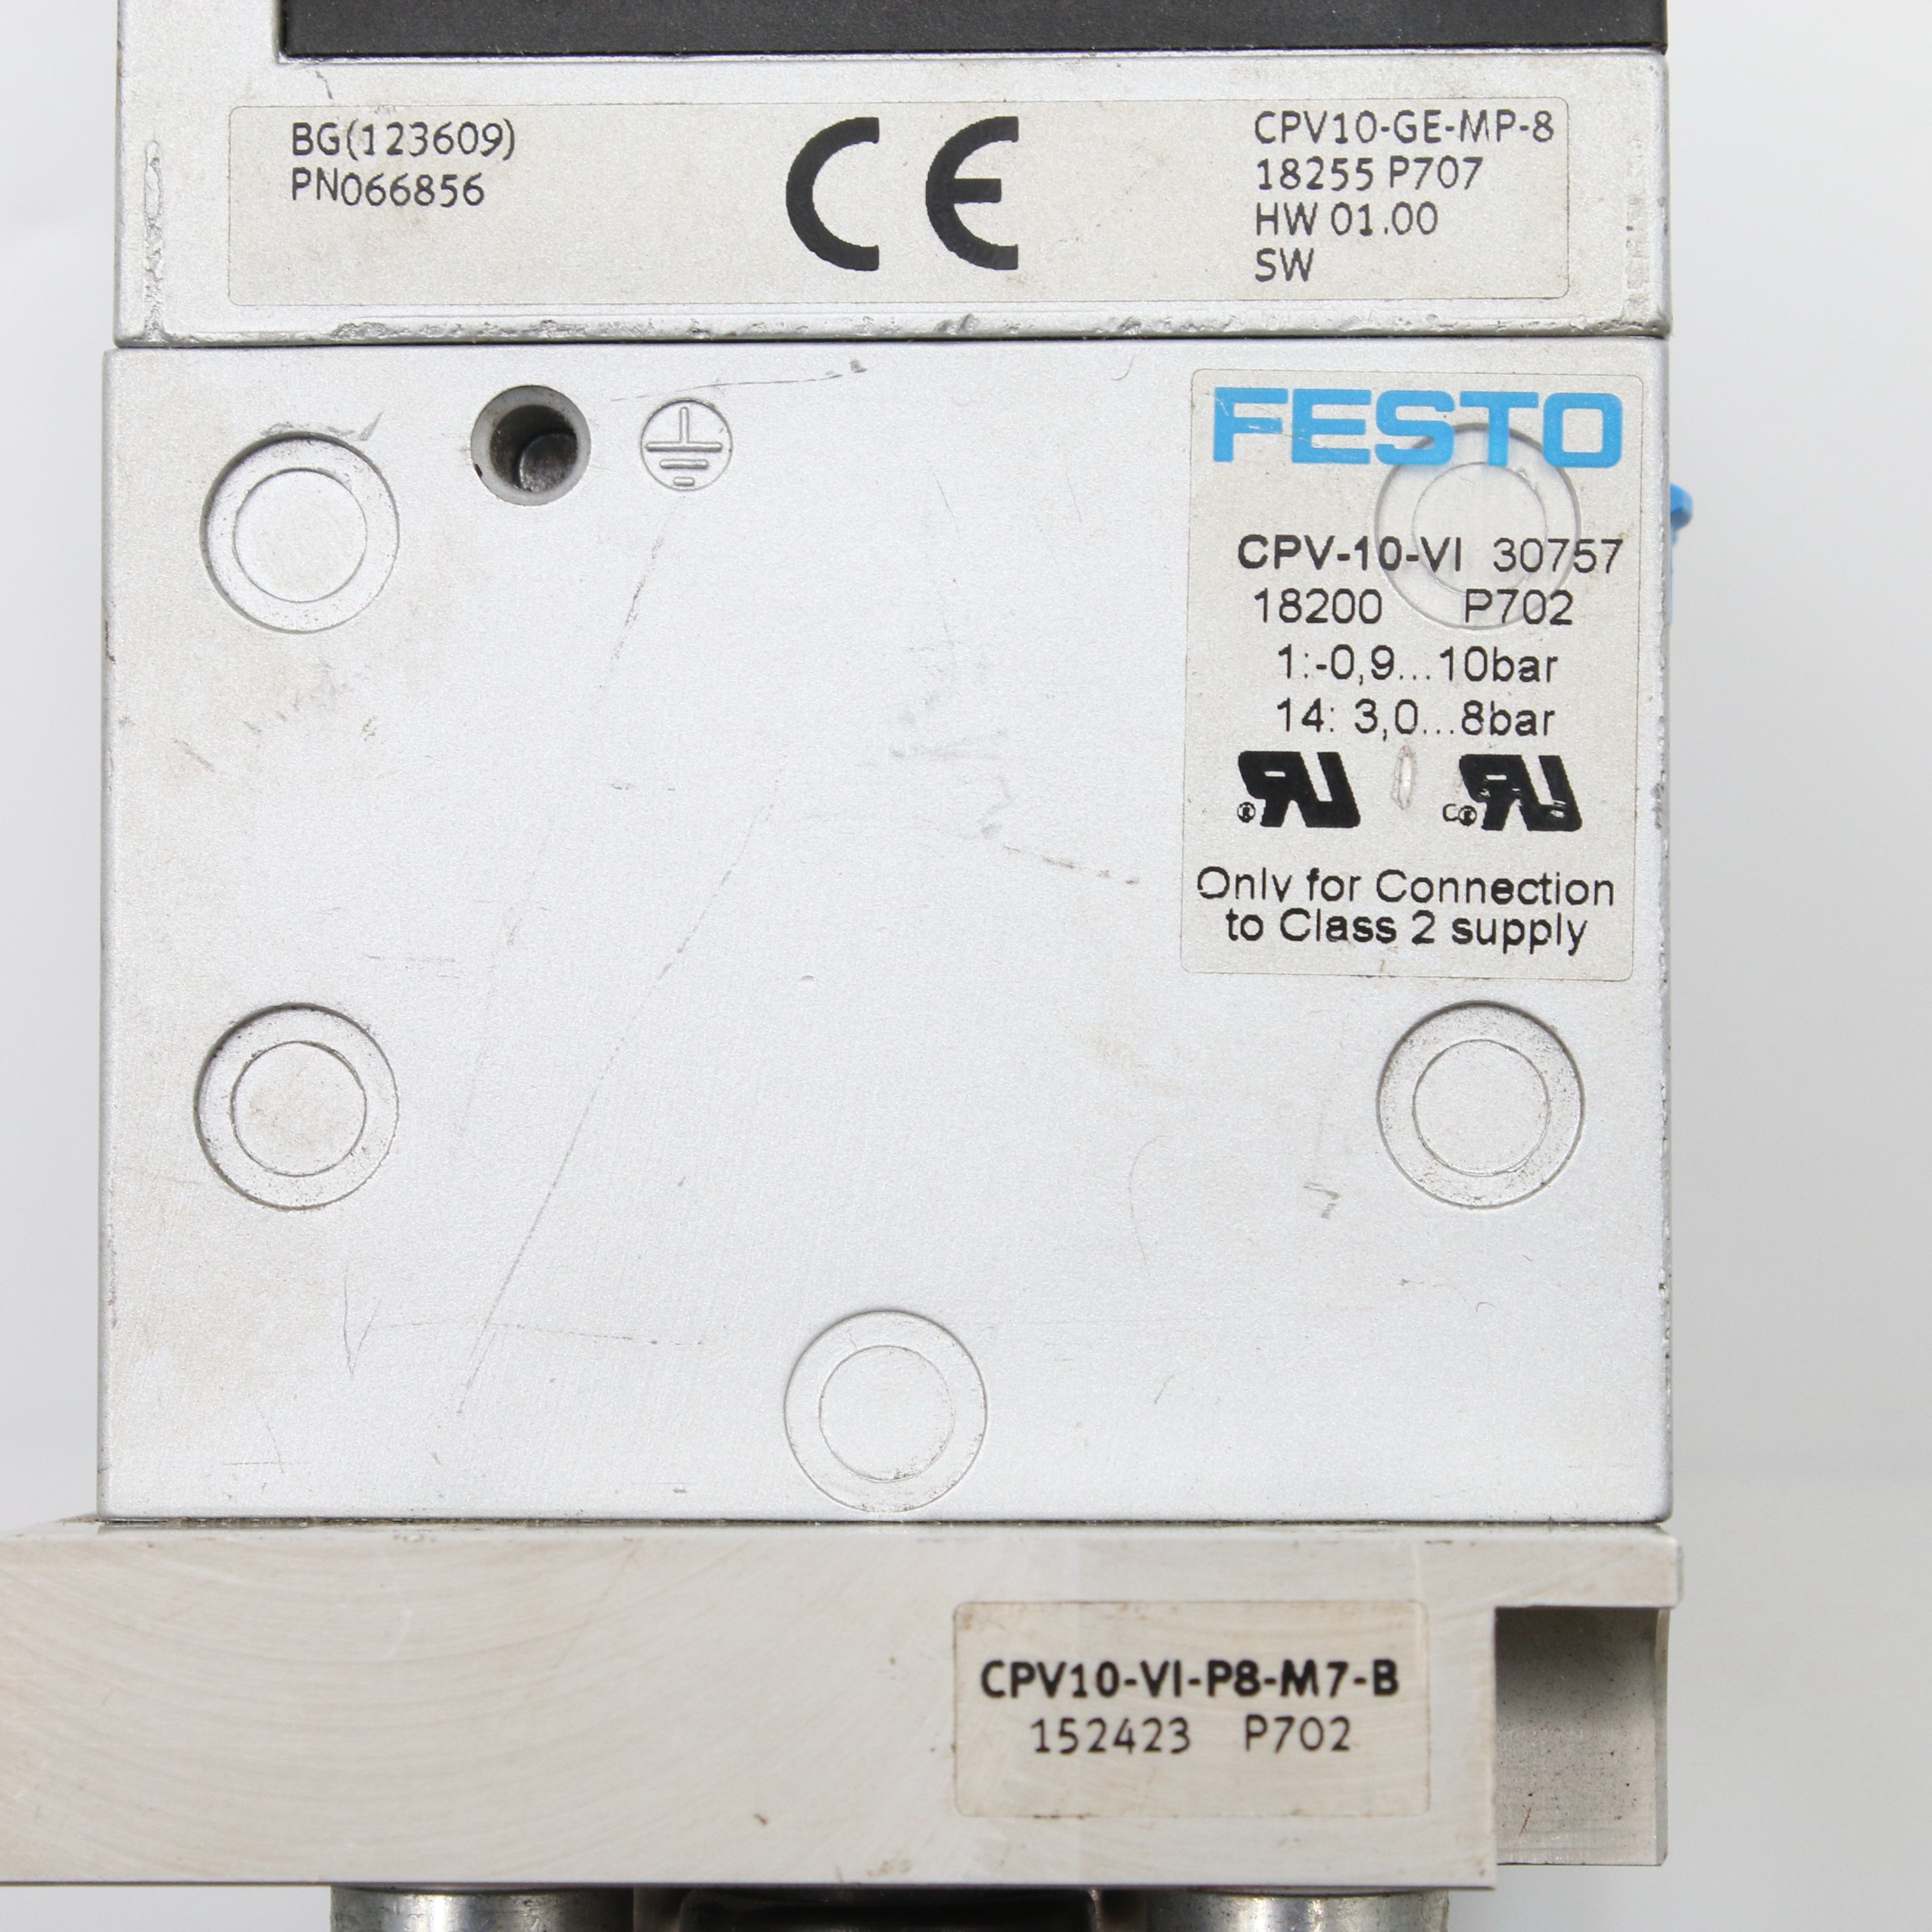 BG(123609)
PN066856
CE
CPV10-GE-MP-8
18255 P707
HW 01.00
SW
FESTO
CPV-10-VI 30757
18200 P702
1:-0,9...10bar
14: 3,0...8bar
Only for Connection
to Class 2 supply
CPV10-VI-P8-M7-B
152423 P702